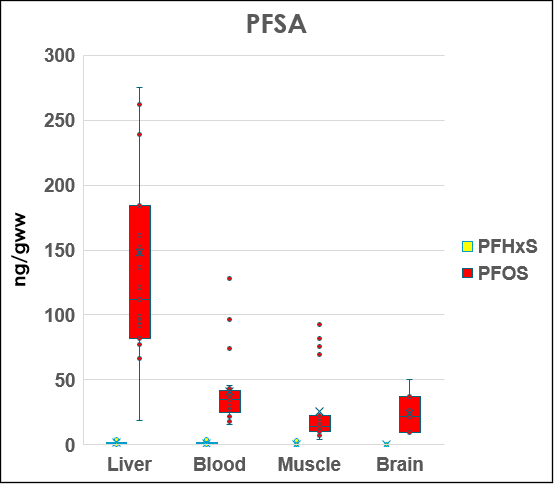 PFSA
300
250
200
150
100
50
0
ng/gww
Liver Blood Muscle Brain
PFHxS
PFOS